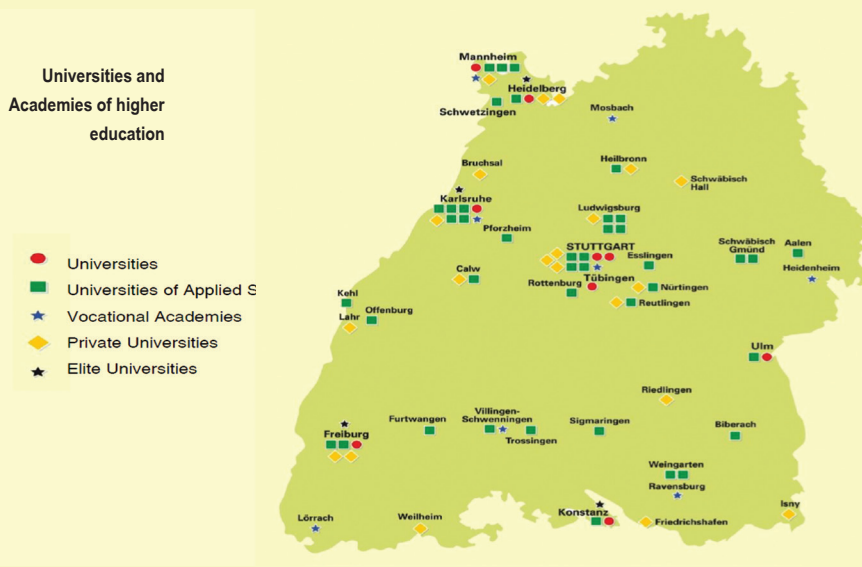 Universities and
Academies of higher
education
Universities
Universities of Applied S
Vocational Academies
Private Universities
Elite Universities
Mannheim
Heidelberg
Schwetzingen
Mosbach
Bruchsal
Heilbronn
Schwäbisch
Hall
Karlsruhe
Pforzheim
Ludwigsburg
STUTTGART
Esslingen
Schwäbisch
Gmünd
Aalen
Heidenheim
Calw
Rottenburg
Tübingen
Nürtingen
Reutlingen
Kehl
Offenburg
Lahr
Ulm
Riedlingen
Freiburg
Furtwangen
Villingen-
Schwenningen
Trossingen
Sigmaringen
Biberach
Weingarten
Ravensburg
Lörrach
Weilheim
Konstanz
Friedrichshafen
Isny